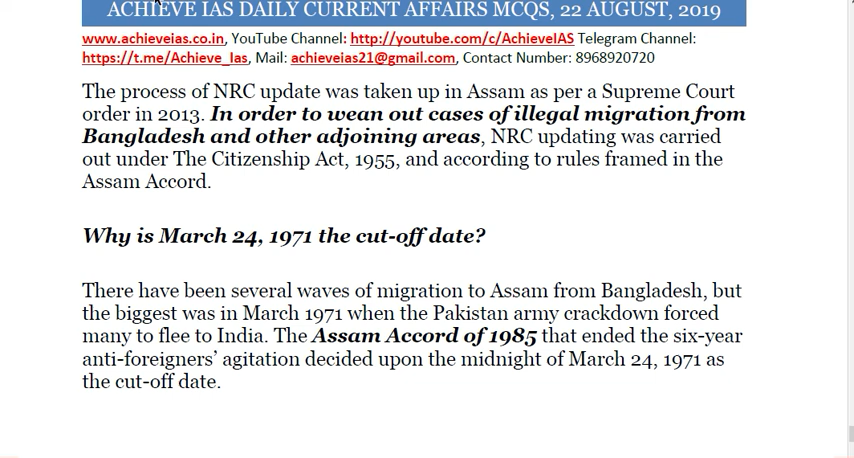 ACHIEVE IAS DAILY CURRENT AFFAIRS MCQS, 22 AUGUST, 2019
www.achieveias.co.in, YouTube Channel: http://youtube.com/c/AchieveIAS Telegram Channel:
https://t.me/Achieve_Ias, Mail: achieveias21@gmail.com, Contact Number: 8968920720
The process of NRC update was taken up in Assam as per a Supreme Court
order in 2013. In order to wean out cases of illegal migration from
Bangladesh and other adjoining areas, NRC updating was carried
out under The Citizenship Act, 1955, and according to rules framed in the
Assam Accord.
Why is March 24, 1971 the cut-off date?
There have been several waves of migration to Assam from Bangladesh, but
the biggest was in March 1971 when the Pakistan army crackdown forced
many to flee to India. The Assam Accord of 1985 that ended the six-year
anti-foreigners’ agitation decided upon the midnight of March 24, 1971 as
the cut-off date.